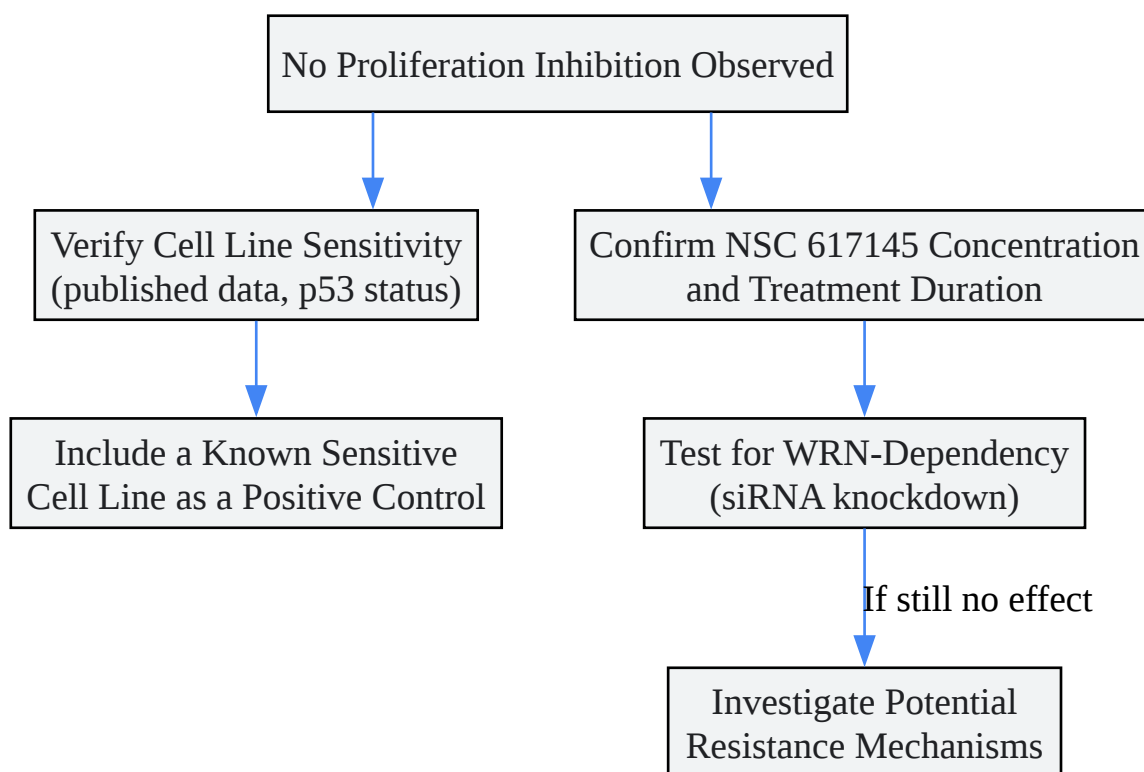 No Proliferation Inhibition Observed
Verify Cell Line Sensitivity
(published data, p53 status)
Confirm NSC 617145 Concentration
and Treatment Duration
Include a Known Sensitive
Cell Line as a Positive Control
Test for WRN-Dependency
(siRNA knockdown)
If still no effect
Investigate Potential
Resistance Mechanisms